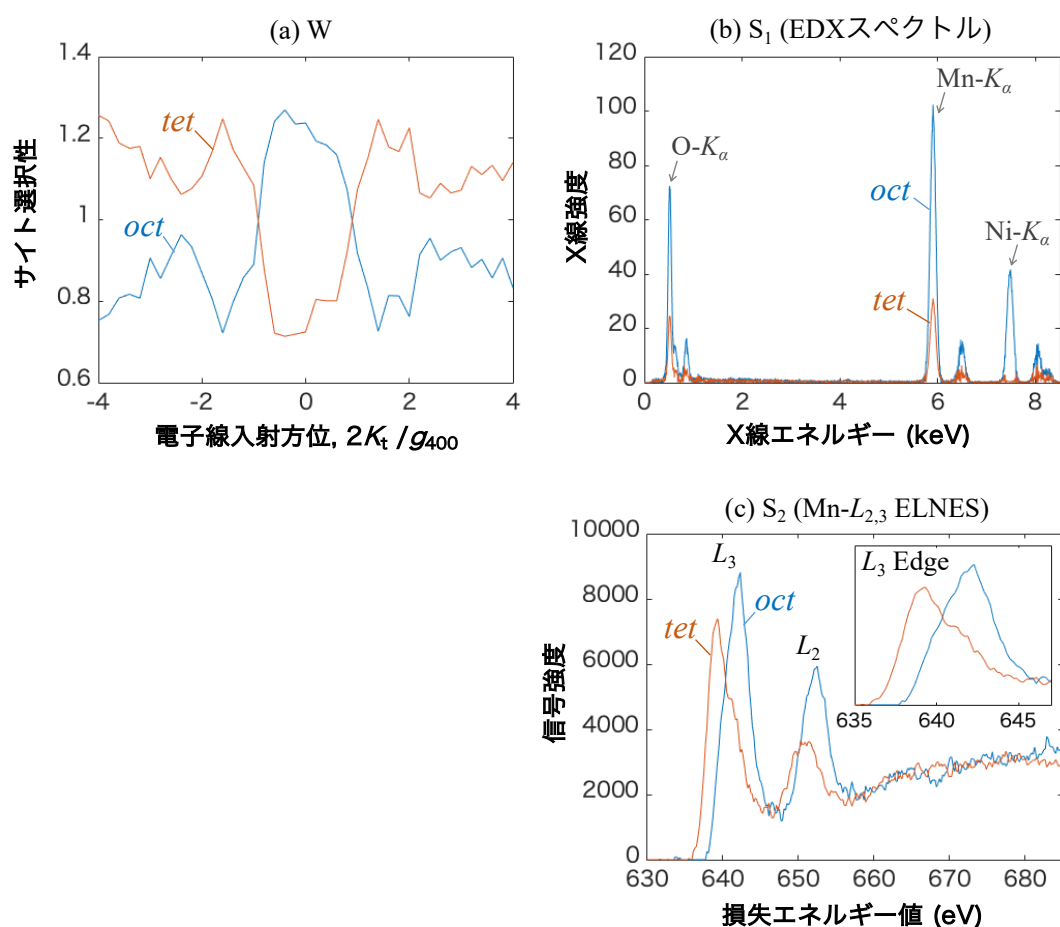 (a) W
1.4
1.2
1
0.8
0.6
-4
-2
0
2
4
tet
oct
サイト選択性
電子線入射方位, 2Kt /g400
(b) S1 (EDXスペクトル)
120
100
80
60
40
20
0
0
2
4
6
8
O-Kα
Mn-Kα
Ni-Kα
oct
tet
X線強度
X線エネルギー (keV)
(c) S2 (Mn-L2,3 ELNES)
10000
8000
6000
4000
2000
0
630
640
650
660
670
680
L3
oct
tet
L2
L3 Edge
635
640
645
信号強度
損失エネルギー値 (eV)